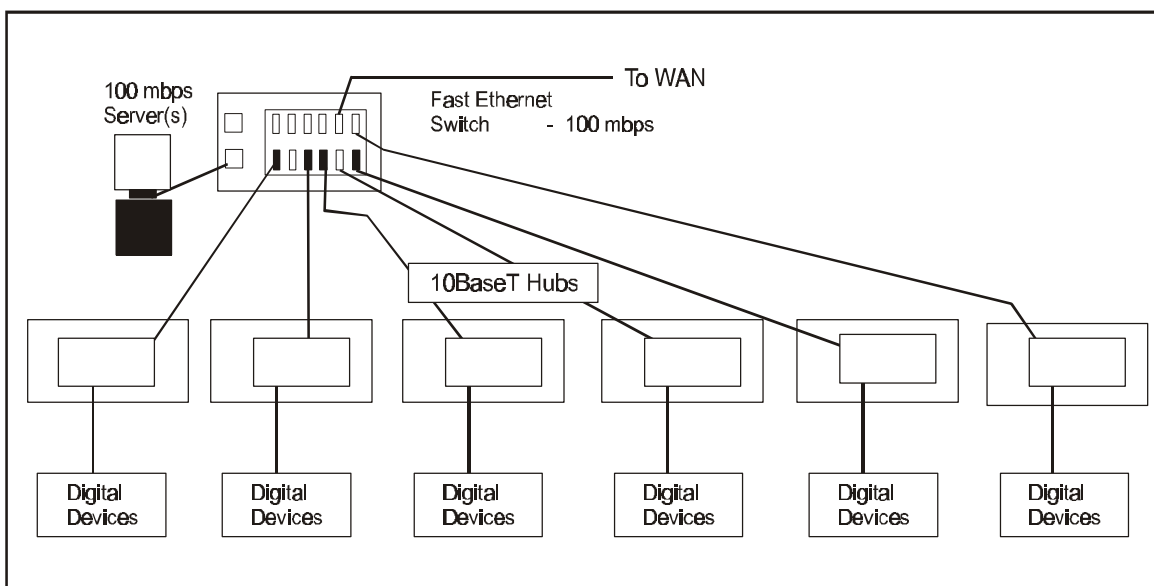 100 mbps
Server(s)
To WAN
Fast Ethernet
Switch - 100 mbps
10BaseT Hubs
Digital
Devices
Digital
Devices
Digital
Devices
Digital
Devices
Digital
Devices
Digital
Devices